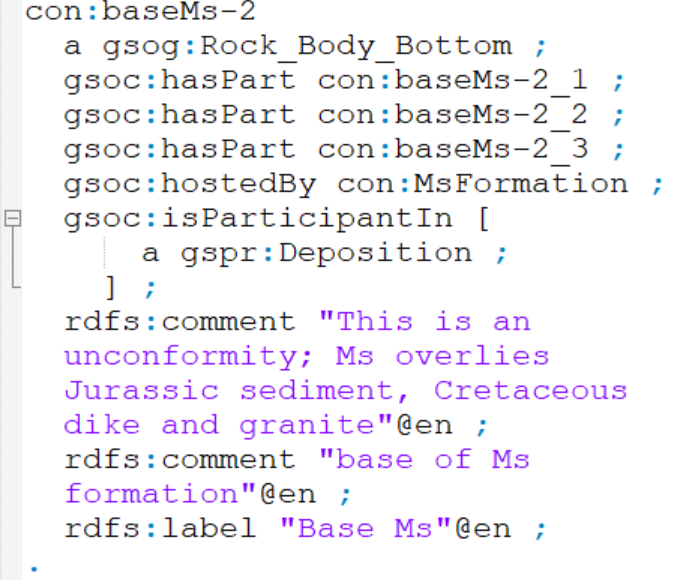 con:baseMs-2
a gsog:Rock_Body_Bottom ;
gsoc:hasPart con:baseMs-2_1 ;
gsoc:hasPart con:baseMs-2_2 ;
gsoc:hasPart con:baseMs-2_3 ;
gsoc:hostedBy con:MsFormation ;
gsoc:isParticipantIn [
a gspr:Deposition ;
] ;
rdfs:comment "This is an
unconformity; Ms overlies
Jurassic sediment, Cretaceous
dike and granite"@en ;
rdfs:comment "base of Ms
formation"@en ;
rdfs:label "Base Ms"@en ;
.